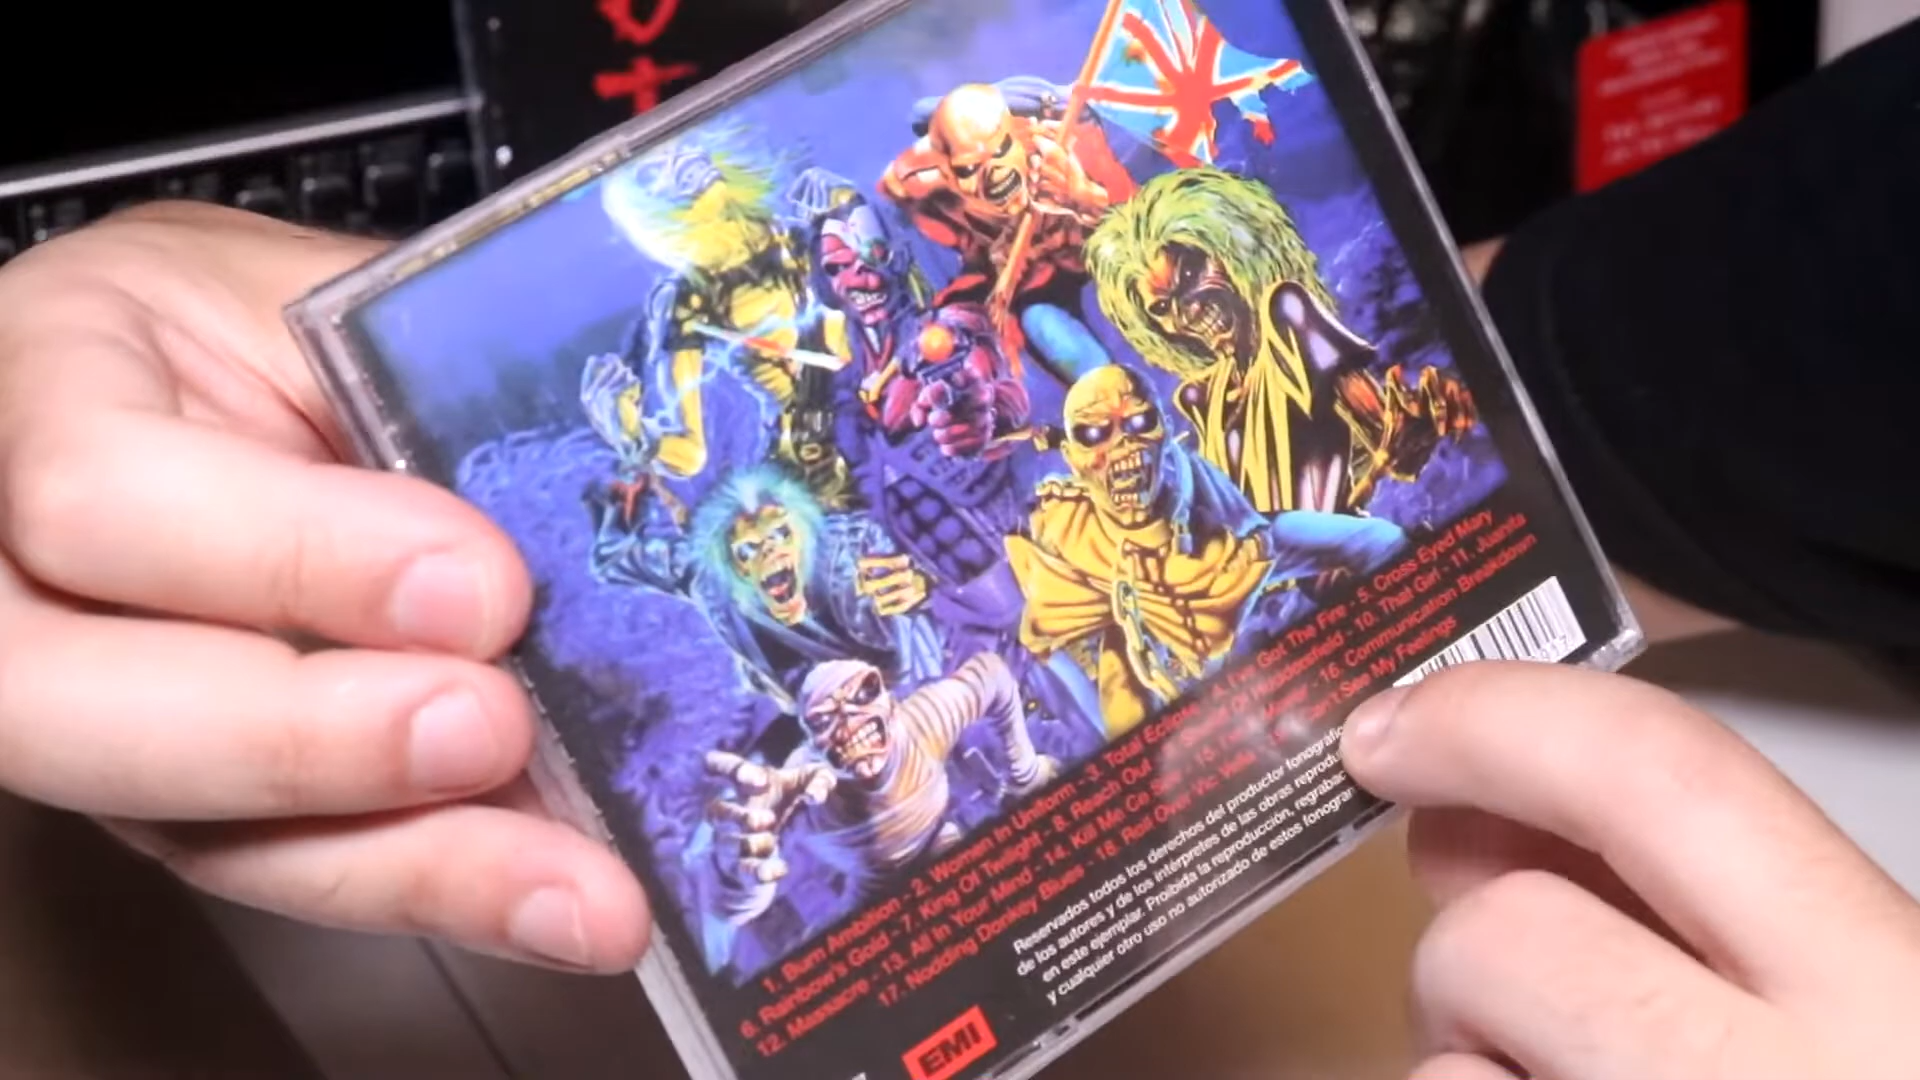 1. Burn Ambition - 2. Women In Uniform - 3. Total Eclipse - 4. I've Got The Fire - 5. Cross Eyed Mary
6. Rainbow's Gold - 7. King Of Twilight - 8. Reach Out - Of Huddersfield - 10. That Girl - 11. Juanita
12. Massacre - 13. All In Your Mind - 14. Kill Me Ce Soir - 15. - 16. Communication Breakdown
17. Nodding Donkey Blues - 18. Roll Over Vic Vella See My Feelings
Reservados todos los derechos del productor fonográfic
de los autores y de los intérpretes de las obras reprodu
en este ejemplar. Prohibida la reproducción, regrabac
y cualquier otro uso no autorizado de estos fonogran
EMI